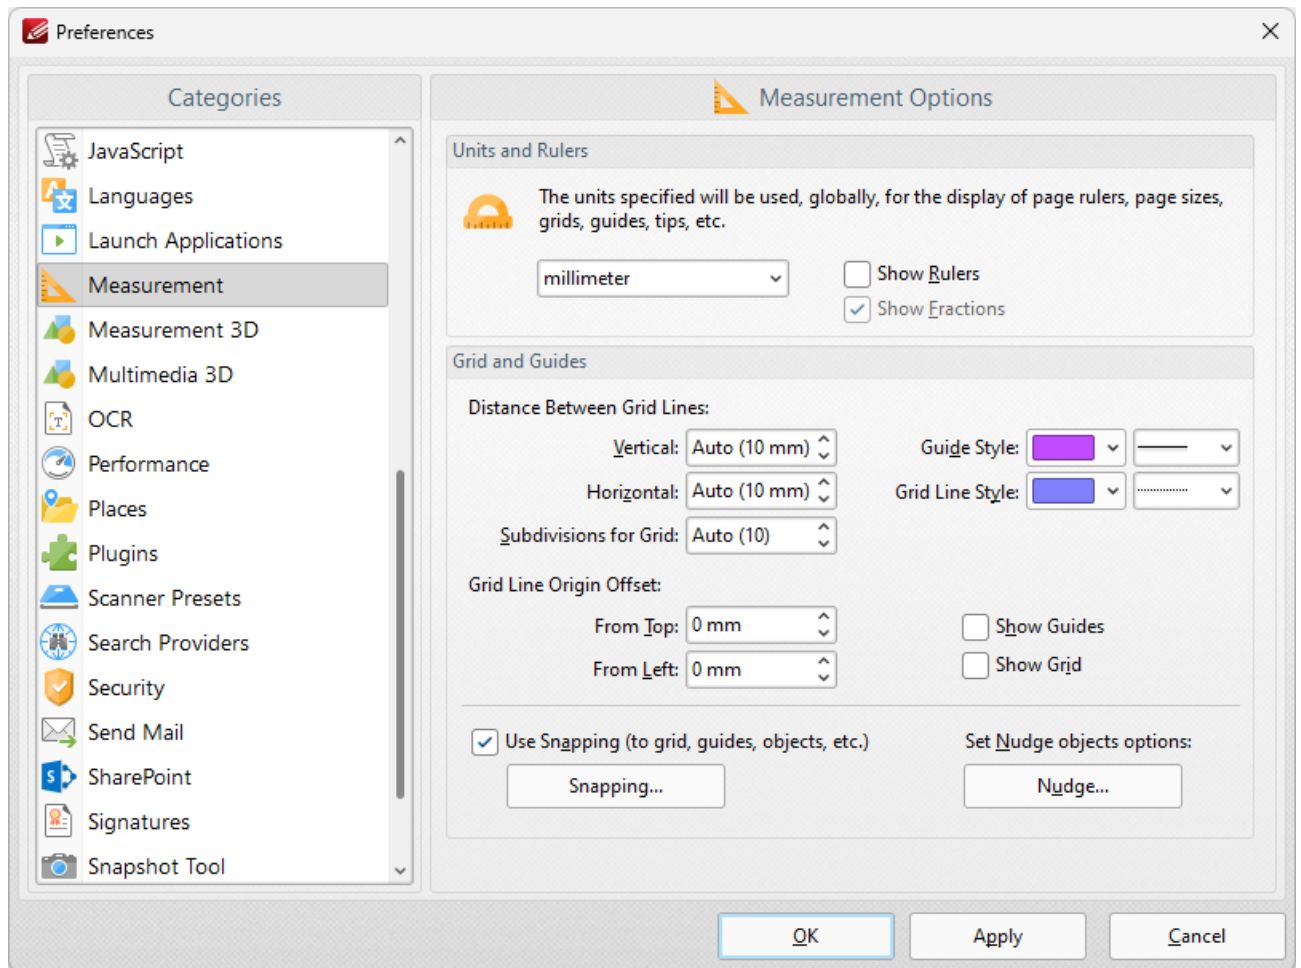 Preferences
Categories
JavaScript
Languages
Launch Applications
Measurement
Measurement 3D
Multimedia 3D
OCR
Performance
Places
Plugins
Scanner Presets
Search Providers
Security
Send Mail
SharePoint
Signatures
Snapshot Tool
Measurement Options
Units and Rulers
The units specified will be used, globally, for the display of page rulers, page sizes,
grids, guides, tips, etc.
millimeter
Show Rulers
Show Fractions
Grid and Guides
Distance Between Grid Lines:
Vertical: Auto (10 mm)
Guide Style:
Horizontal: Auto (10 mm)
Grid Line Style:
Subdivisions for Grid: Auto (10)
Grid Line Origin Offset:
From Top: 0 mm
Show Guides
From Left: 0 mm
Show Grid
Use Snapping (to grid, guides, objects, etc.)
Set Nudge objects options:
Snapping...
Nudge...
OK
Apply
Cancel